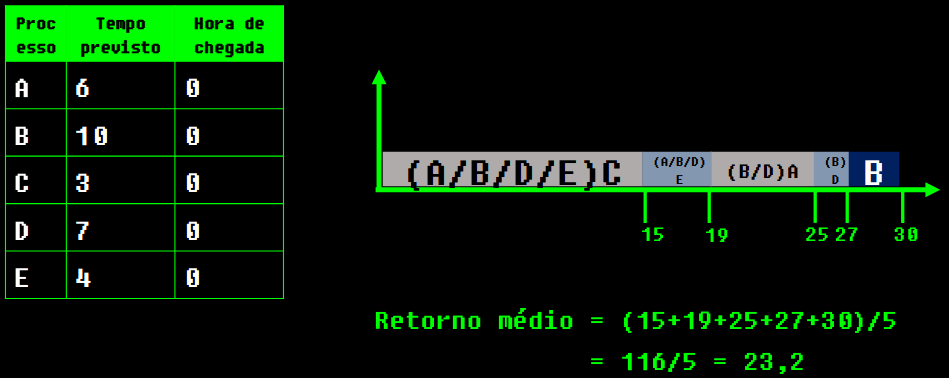 Proc
esso
Tempo
previsto
Hora de
chegada
A 6 0
B 10 0
C 3 0
D 7 0
E 4 0
(A/B/D/E)C
(A/B/D)
E
(B/D)A
(B)
D
B
15 19 25 27 30
Retorno médio = (15+19+25+27+30)/5
= 116/5 = 23,2